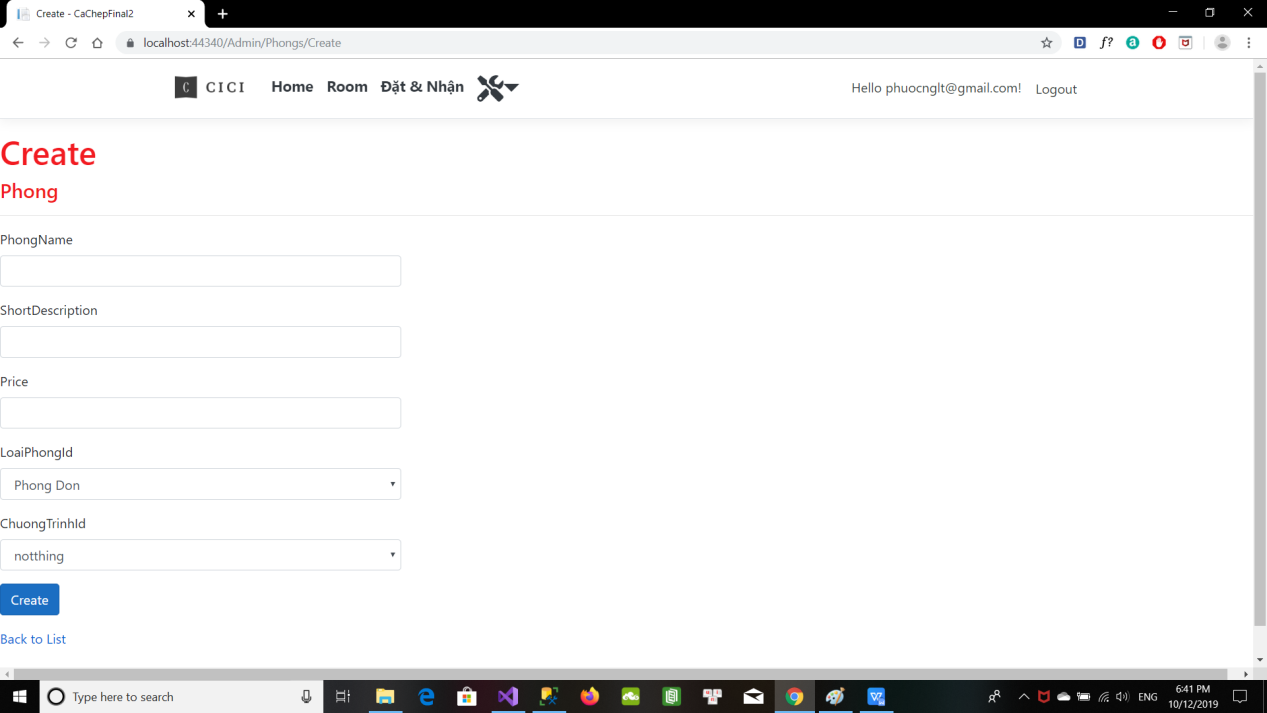 Create - CaChepFinal2
localhost:44340/Admin/Phongs/Create
C CICI Home Room Đặt & Nhận Hello phuocnglt@gmail.com! Logout
Create
Phong
PhongName
ShortDescription
Price
LoaiPhongId
Phong Don
ChuongTrinhId
notthing
Create
Back to List
Type here to search
ENG
6:41 PM
10/12/2019